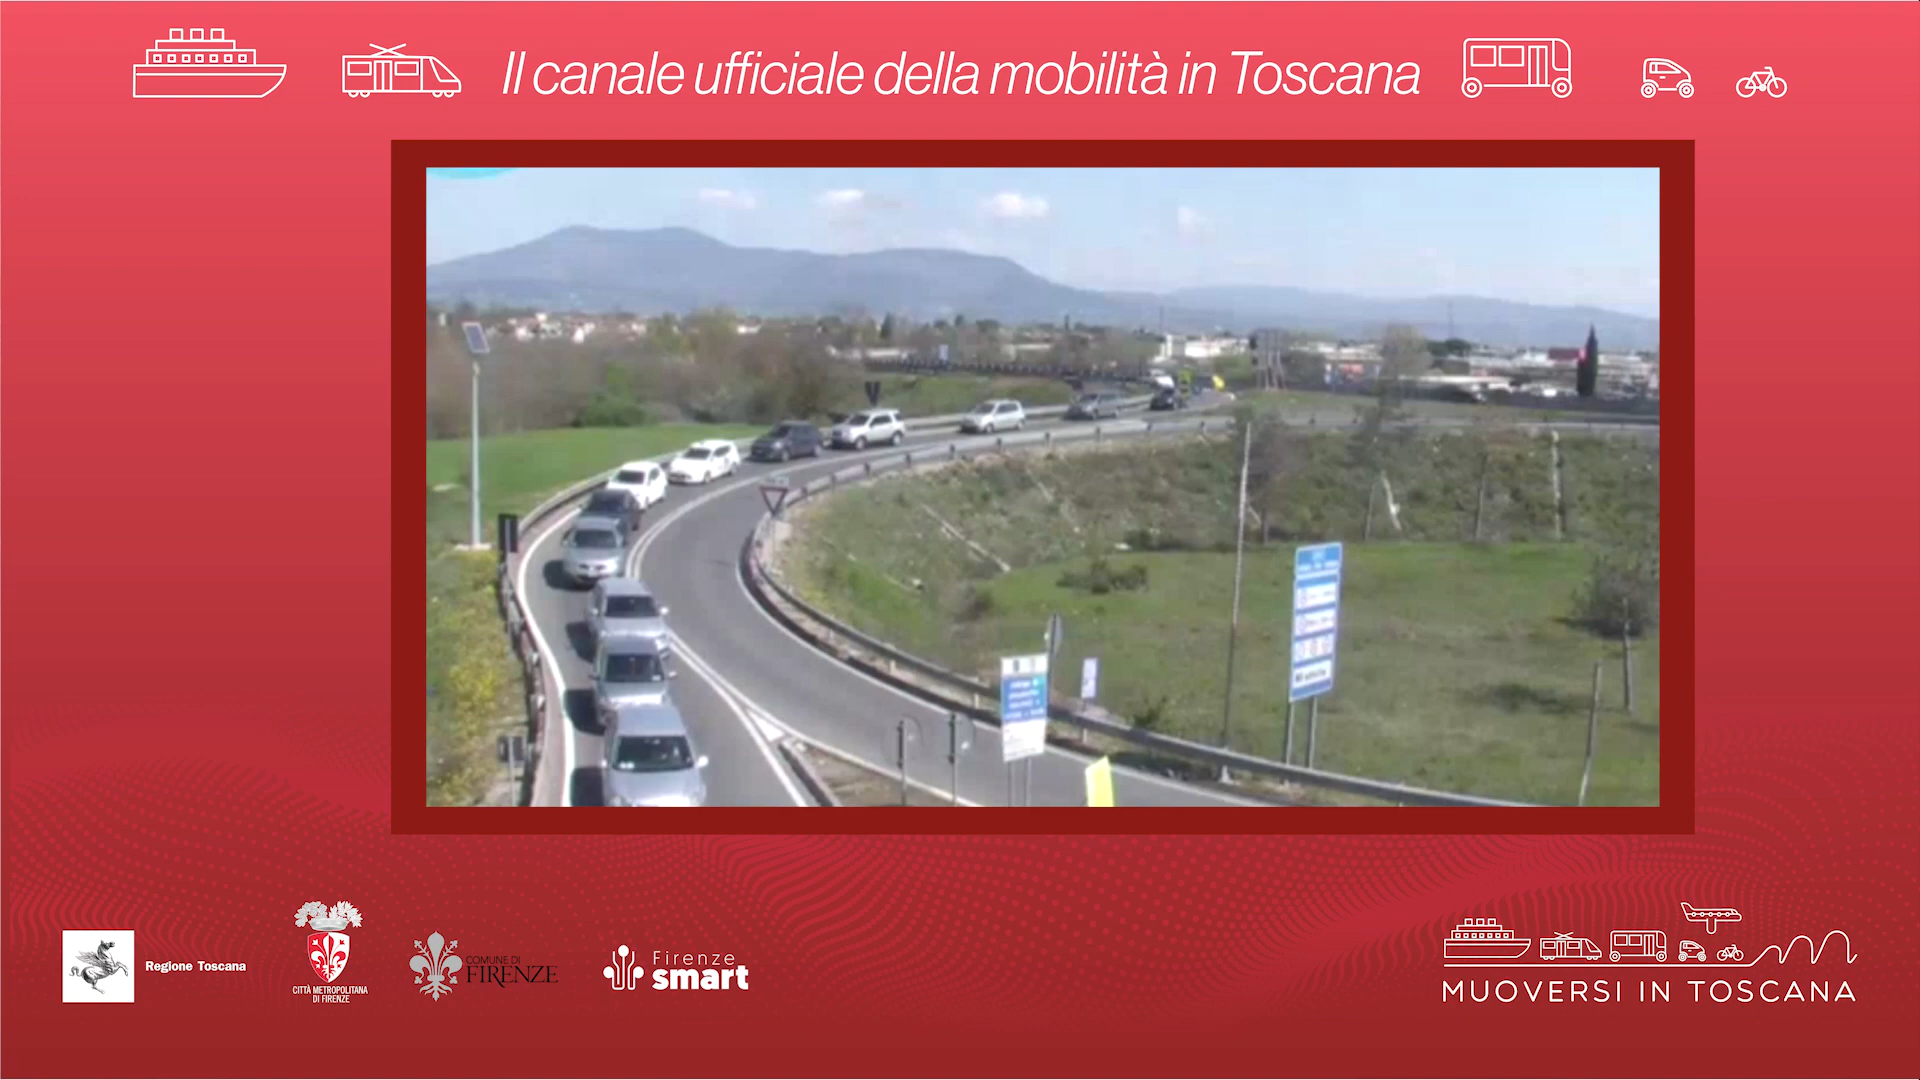 Il canale ufficiale della mobilità in Toscana
Regione Toscana
CITTÀ METROPOLITANA
DI FIRENZE
COMUNE DI
FIRENZE
Firenze
smart
MUOVERSI IN TOSCANA